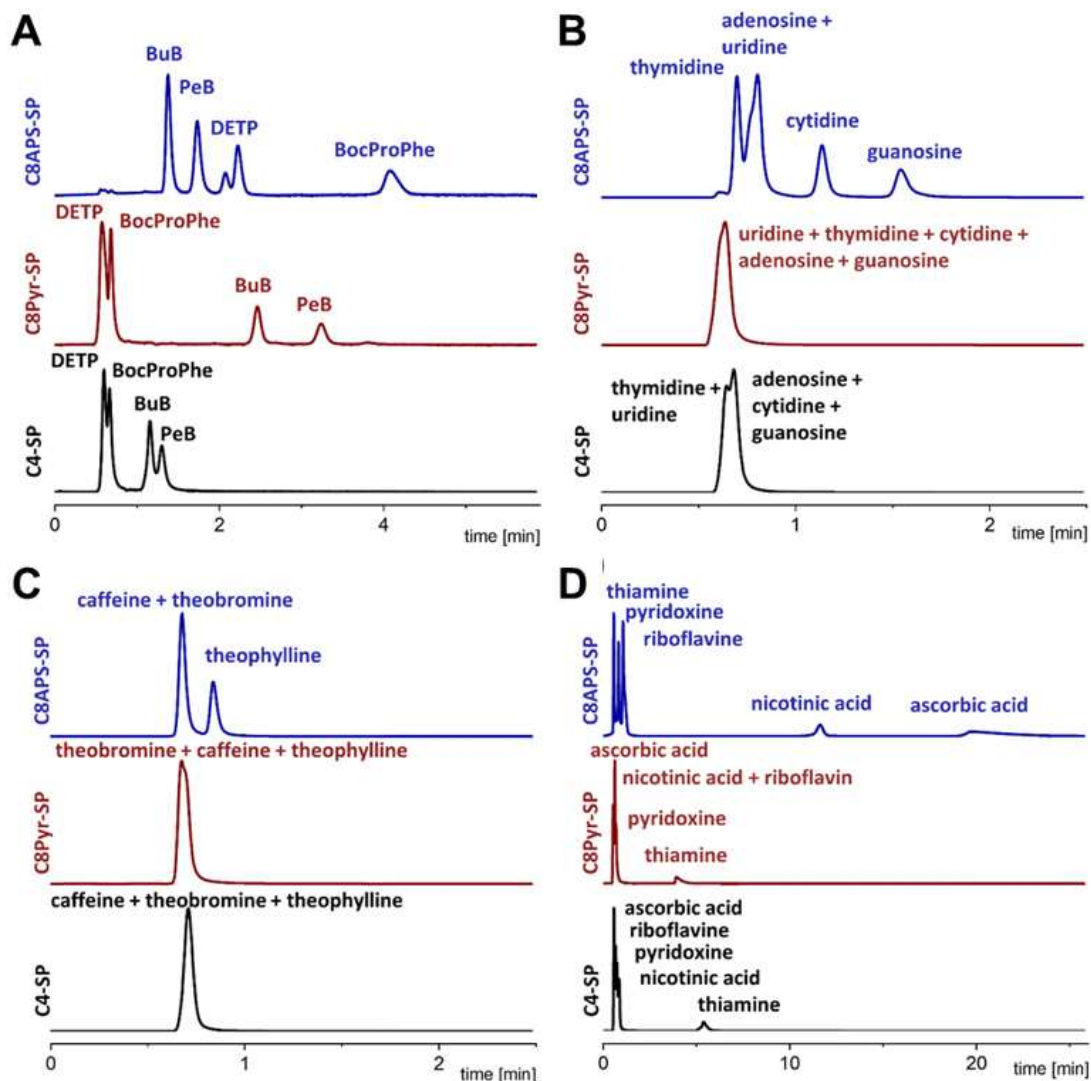 A
BuB
PeB
DETP
BocProPhe
C8APS-SP
DETP
BocProPhe
BuB
PeB
C8Pyr-SP
DETP
BocProPhe
BuB
PeB
C4-SP
0
2
4
time [min]
B
adenosine +
uridine
thymidine
cytidine
guanosine
C8APS-SP
uridine + thymidine + cytidine +
adenosine + guanosine
C8Pyr-SP
thymidine +
uridine
adenosine +
cytidine +
guanosine
C4-SP
0
1
2
time [min]
C
caffeine + theobromine
theophylline
C8APS-SP
theobromine + caffeine + theophylline
C8Pyr-SP
caffeine + theobromine + theophylline
C4-SP
0
1
2
time [min]
D
thiamine
pyridoxine
riboflavine
nicotinic acid
ascorbic acid
C8APS-SP
ascorbic acid
nicotinic acid + riboflavin
pyridoxine
thiamine
C8Pyr-SP
ascorbic acid
riboflavine
pyridoxine
nicotinic acid
thiamine
C4-SP
0
10
20
time [min]